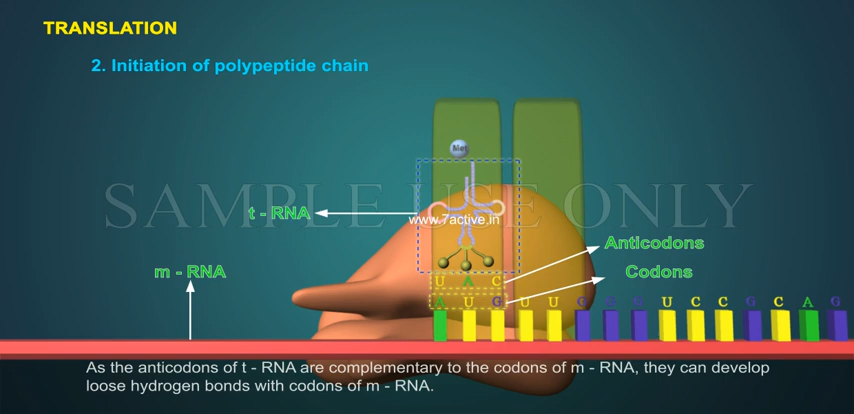 TRANSLATION
2. Initiation of polypeptide chain
Met
SAMPLE USE ONLY
t - RNA
www.7active.in
Anticodons
m - RNA
Codons
U A C
A U G U U G G G U C C G C A G
As the anticodons of t - RNA are complementary to the codons of m - RNA, they can develop
loose hydrogen bonds with codons of m - RNA.